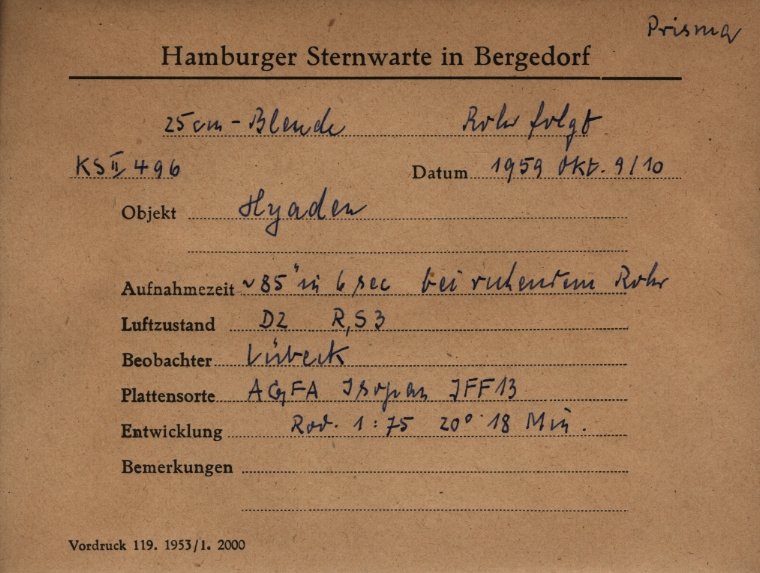 Prisma
Hamburger Sternwarte in Bergedorf
25cm-Blende Rohr folgt
KS II 496 Datum 1959 Okt. 9/10
Objekt Hyaden
Aufnahmezeit ~85" in 6 sec bei ruhendem Rohr
Luftzustand D2 R,S3
Beobachter Lübeck
Plattensorte AGFA Isopan JFF13
Entwicklung Rod. 1:75 20° 18 Min.
Bemerkungen
Vordruck 119. 1953/1. 2000